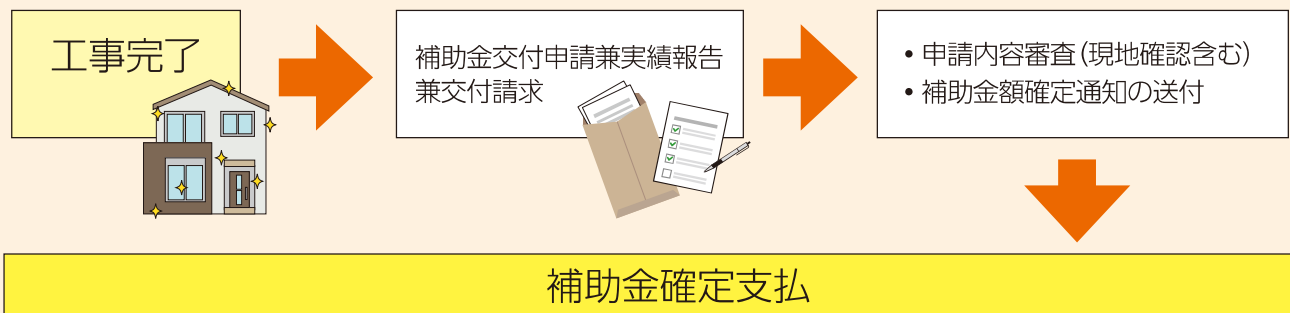 工事完了
補助金交付申請兼実績報告
兼交付請求
・申請内容審査(現地確認含む)
・補助金額確定通知の送付
補助金確定支払